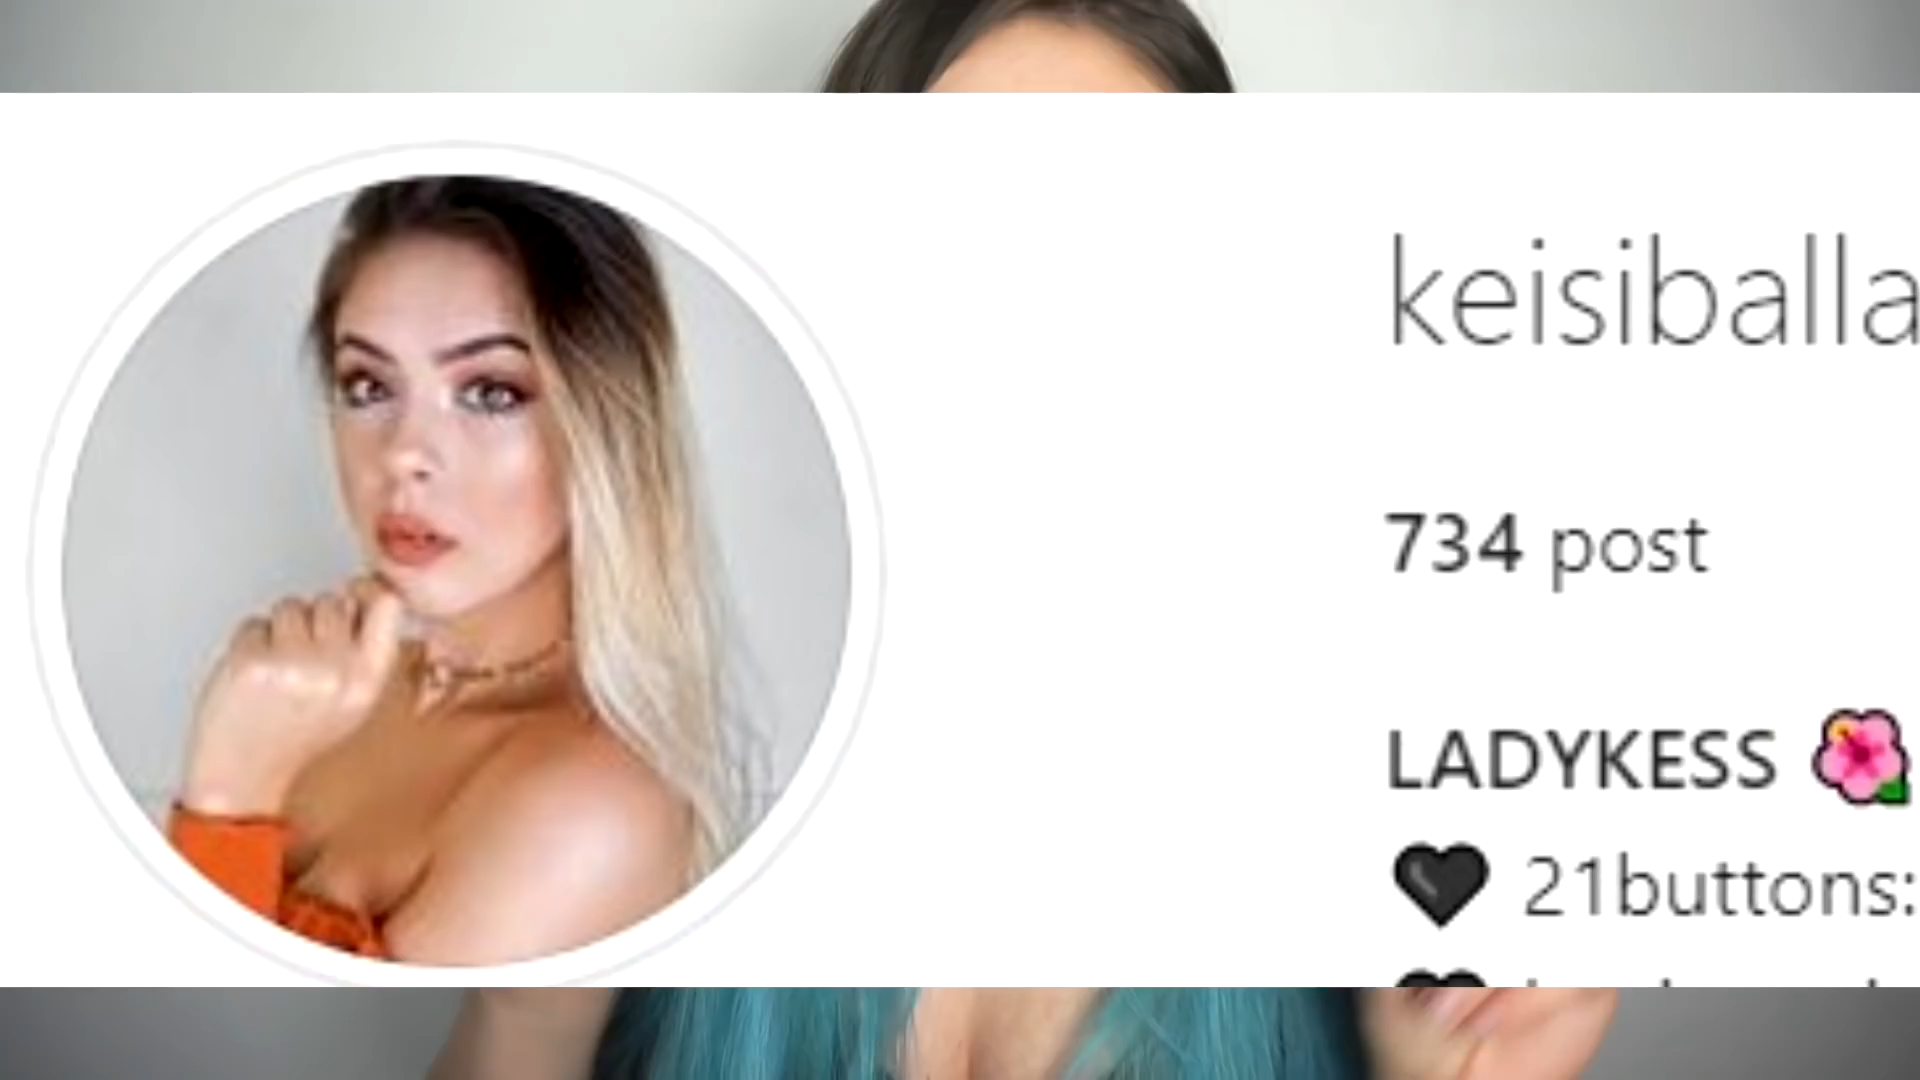 keisiballa
734 post
LADYKESS 🌺
🖤 21buttons: